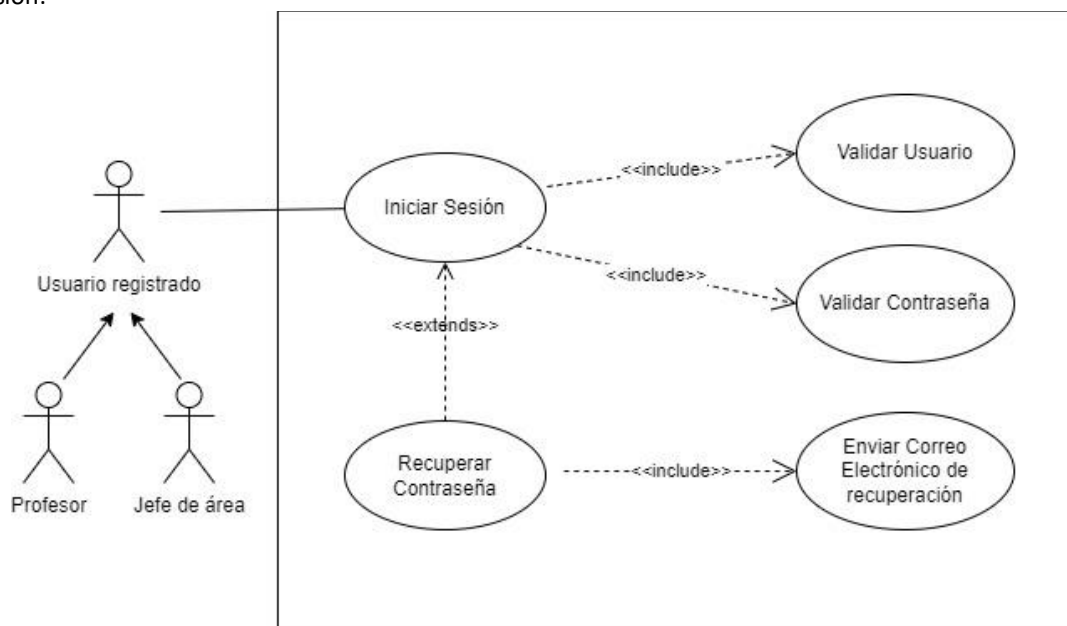 sión.
Validar Usuario
<<include>>
Iniciar Sesión
Usuario registrado
<<include>>
Validar Contraseña
<<extends>>
Recuperar
Contraseña
<<include>>
Enviar Correo
Electrónico de
recuperación
Profesor
Jefe de área